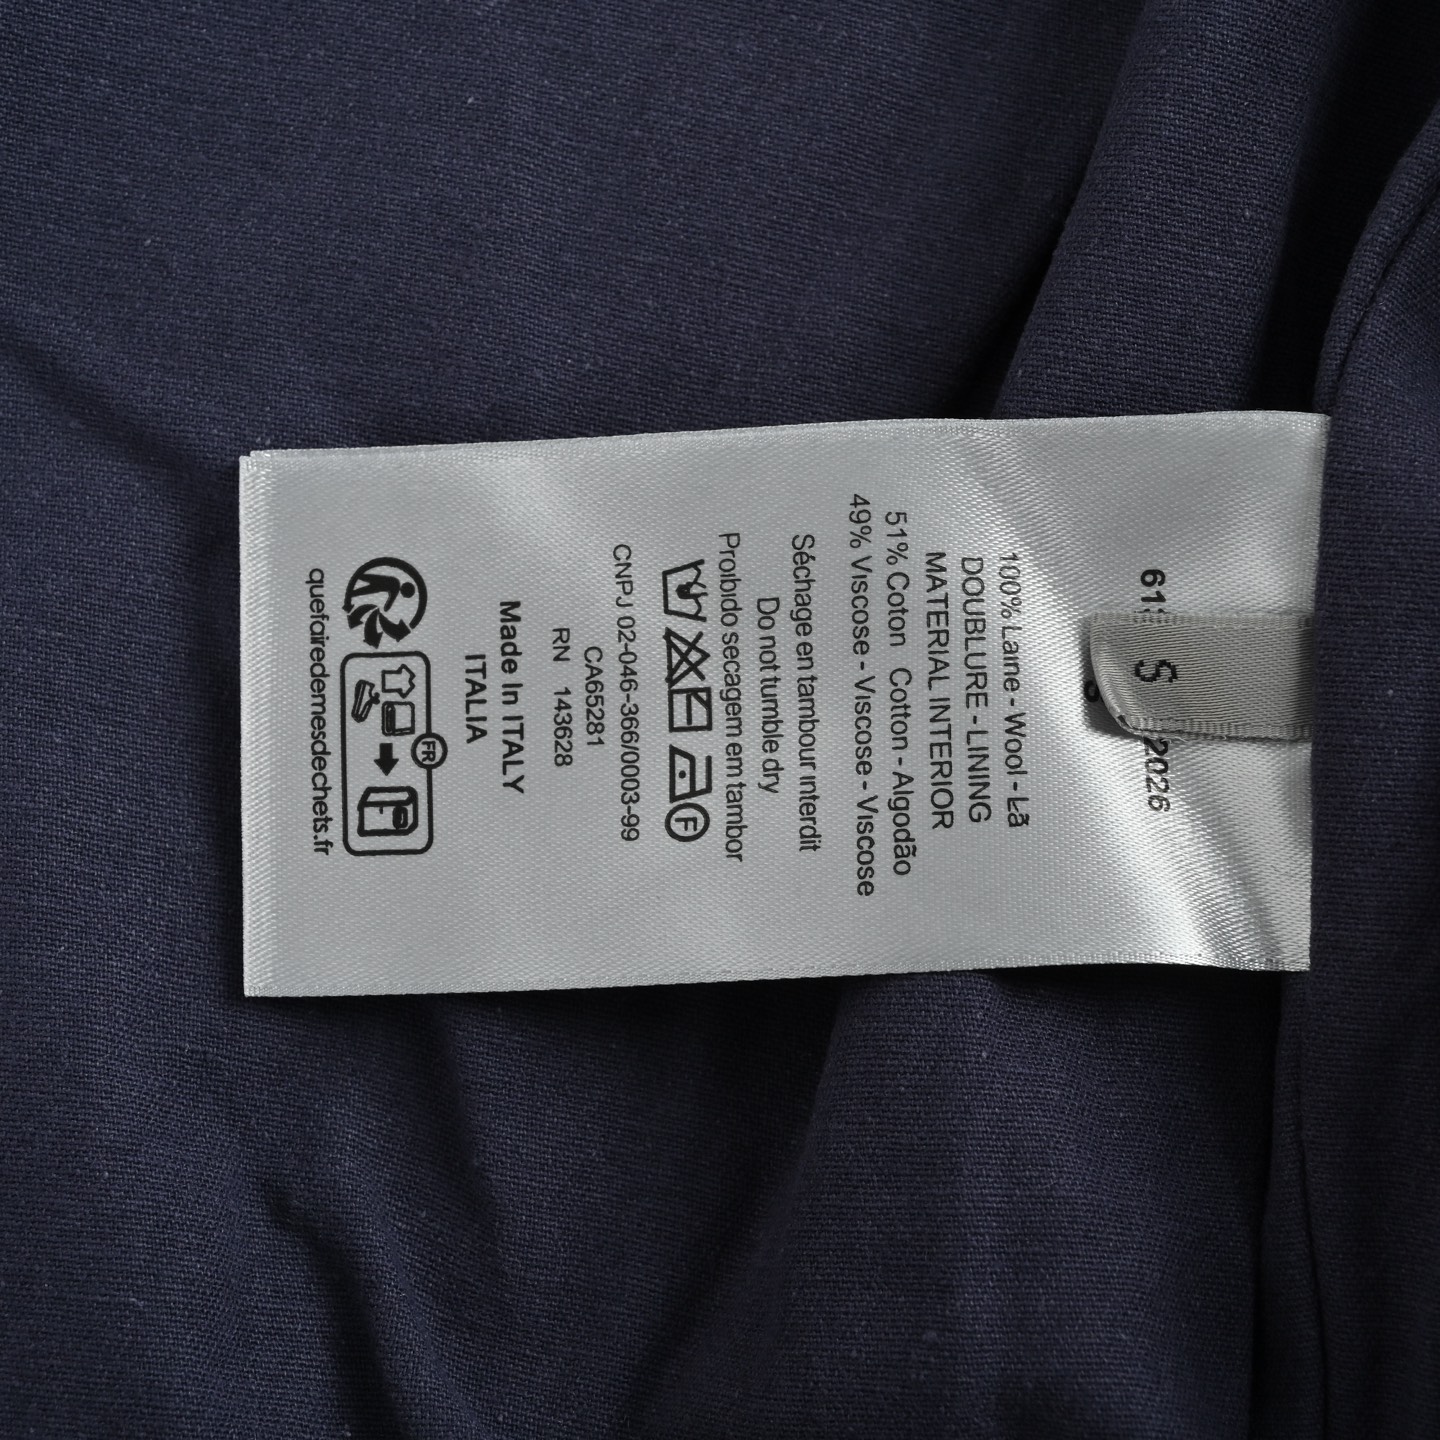 S
2026
100% Laine - Wool - Lã
DOUBLURE - LINING
MATERIAL INTERIOR
51% Coton Cotton - Algodão
49% Viscose - Viscose - Viscose
Séchage en tambour interdit
Do not tumble dry
Proibido secagem em tambor
F
CNPJ 02-046-366/0003-99
CA65281
RN 143628
Made In ITALY
ITALIA
FR
quefairedemesdechets.fr